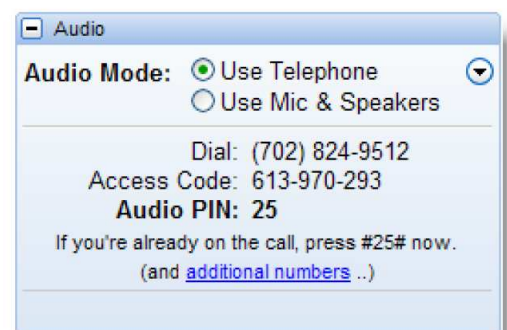 Audio
Audio Mode: Use Telephone
Use Mic & Speakers
Dial: (702) 824-9512
Access Code: 613-970-293
Audio PIN: 25
If you're already on the call, press #25# now.
(and additional numbers ..)